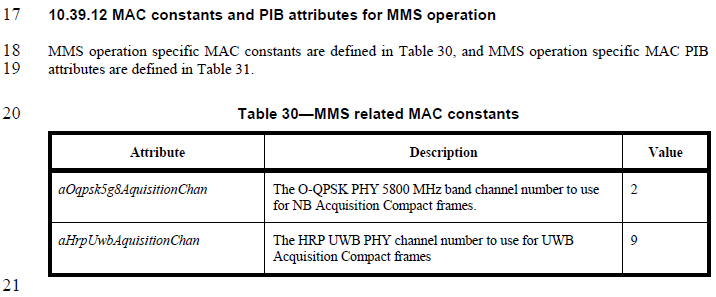 17 10.39.12 MAC constants and PIB attributes for MMS operation
18 MMS operation specific MAC constants are defined in Table 30, and MMS operation specific MAC PIB
19 attributes are defined in Table 31.
20 Table 30—MMS related MAC constants
Attribute Description Value
aOqpsk5g8AquisitionChan The O-QPSK PHY 5800 MHz band channel number to use 2
for NB Acquisition Compact frames.
aHrpUwbAquisitionChan The HRP UWB PHY channel number to use for UWB 9
Acquisition Compact frames
21